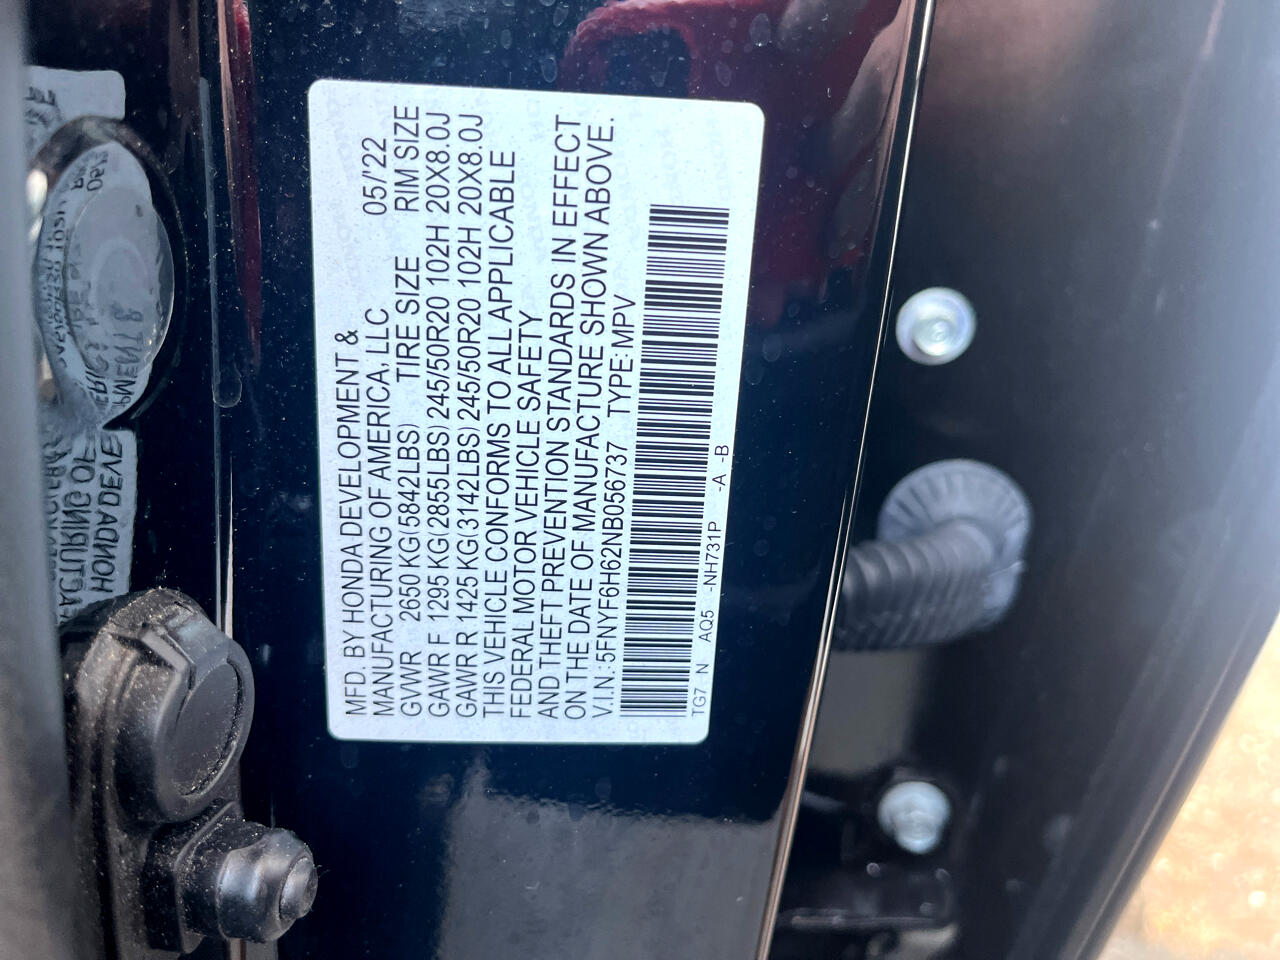 MFD. BY HONDA DEVELOPMENT &
MANUFACTURING OF AMERICA, LLC 05/'22
GVWR 2650 KG(5842LBS) TIRE SIZE RIM SIZE
GAWR F 1295 KG(2855LBS) 245/50R20 102H 20X8.0J
GAWR R 1425 KG(3142LBS) 245/50R20 102H 20X8.0J
THIS VEHICLE CONFORMS TO ALL APPLICABLE
FEDERAL MOTOR VEHICLE SAFETY
AND THEFT PREVENTION STANDARDS IN EFFECT
ON THE DATE OF MANUFACTURE SHOWN ABOVE.
V.I.N.: 5FNYF6H62NB056737 TYPE: MPV
TG7 N AQ5 -NH731P -A -B